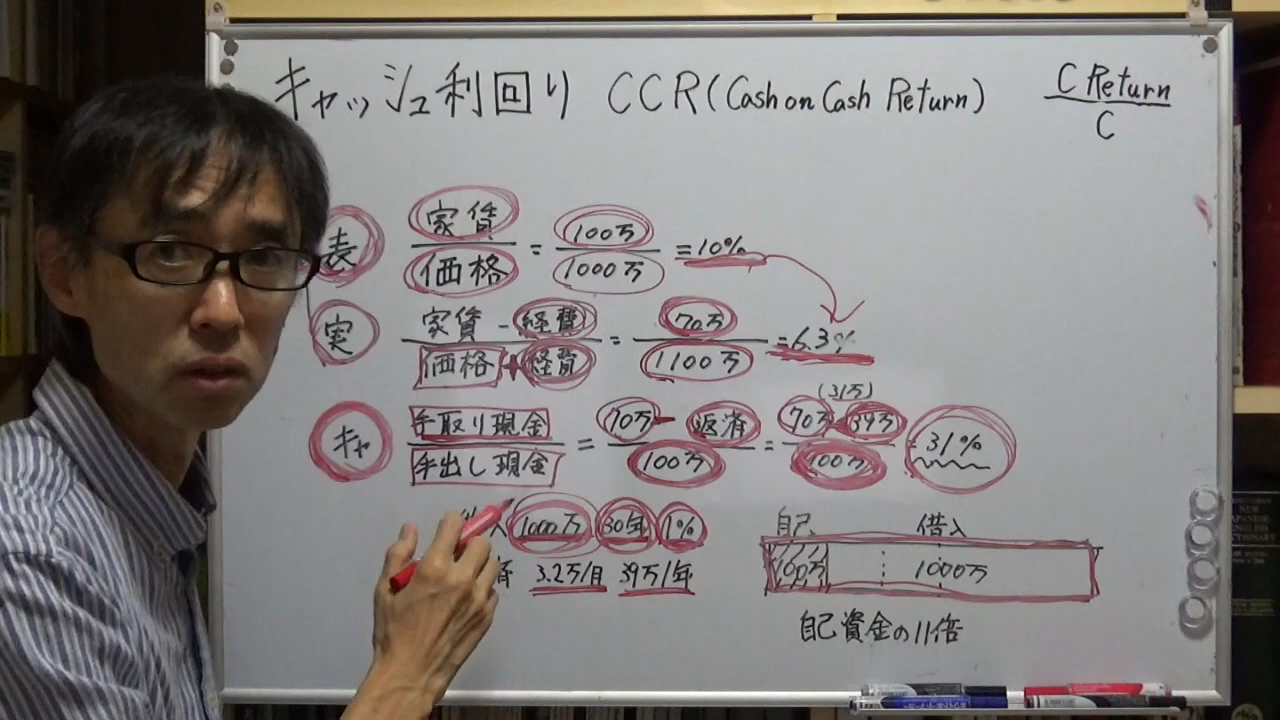 キャッシュ利回り CCR(Cash on Cash Return) C Return / C
表 家賃 / 価格 = 100万 / 1000万 = 10%
実 家賃 - 経費 / 価格 + 経費 = 70万 / 1100万 = 6.3%
(31万)
キャ 手取り現金 / 手出し現金 = 70万 - 返済 / 100万 = 70万 - 39万 / 100万 = 31%
入 1000万 30年 1%
済 3.2万/月 39万/年
自己 借入
100万 1000万
自己資金の11倍